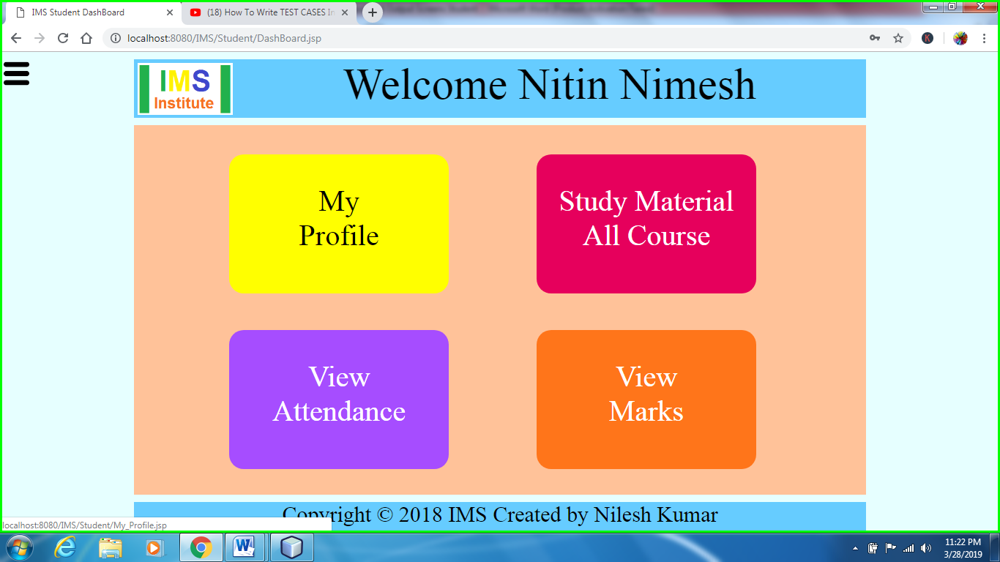 IMS Student DashBoard
(18) How To Write TEST CASES In
localhost:8080/IMS/Student/DashBoard.jsp
K
IMS
Institute
Welcome Nitin Nimesh
My
Profile
Study Material
All Course
View
Attendance
View
Marks
Copyright © 2018 IMS Created by Nilesh Kumar
localhost:8080/IMS/Student/My_Profile.jsp
11:22 PM
3/28/2019